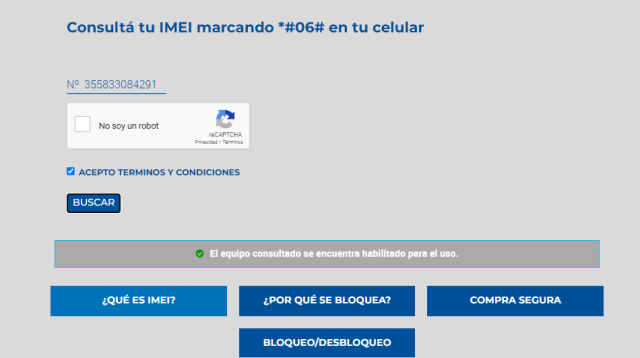 Consultá tu IMEI marcando *#06# en tu celular
Nº 355833084291
No soy un robot
reCAPTCHA
Privacidad - Términos
ACEPTO TERMINOS Y CONDICIONES
BUSCAR
El equipo consultado se encuentra habilitado para el uso.
¿QUÉ ES IMEI?
¿POR QUÉ SE BLOQUEA?
COMPRA SEGURA
BLOQUEO/DESBLOQUEO